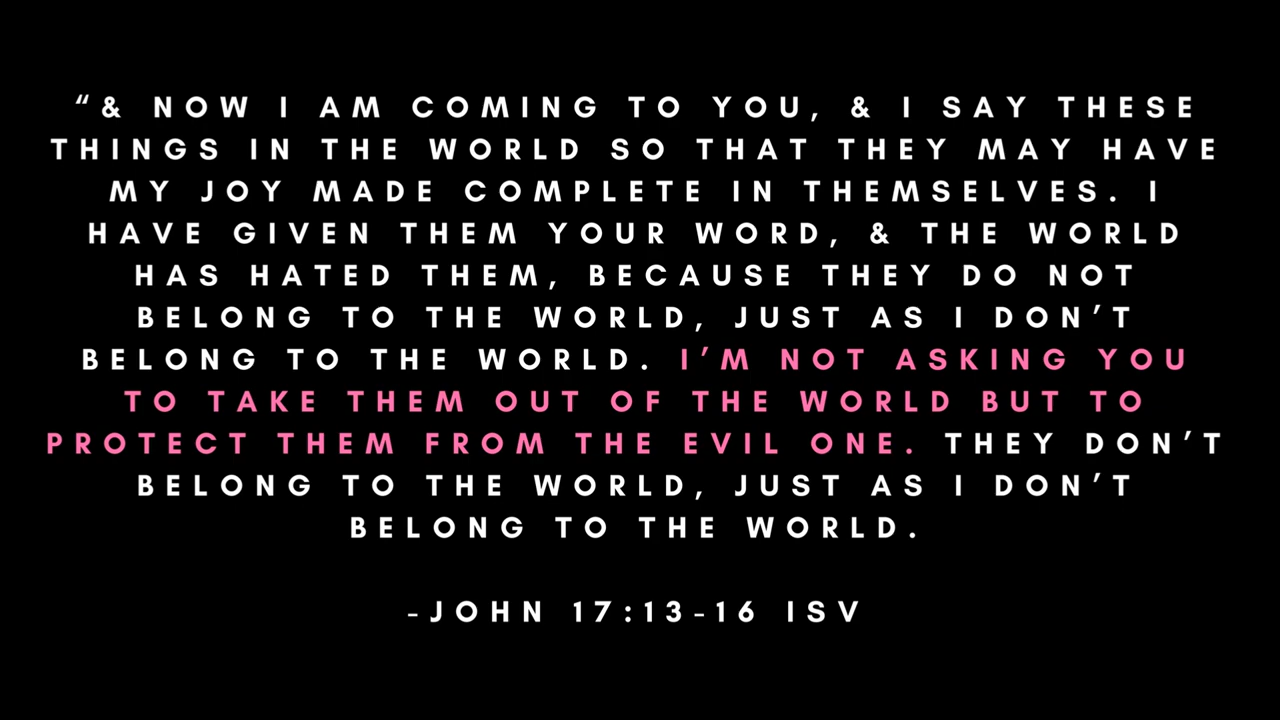 “& NOW I AM COMING TO YOU, & I SAY THESE
THINGS IN THE WORLD SO THAT THEY MAY HAVE
MY JOY MADE COMPLETE IN THEMSELVES. I
HAVE GIVEN THEM YOUR WORD, & THE WORLD
HAS HATED THEM, BECAUSE THEY DO NOT
BELONG TO THE WORLD, JUST AS I DON’T
BELONG TO THE WORLD. I’M NOT ASKING YOU
TO TAKE THEM OUT OF THE WORLD BUT TO
PROTECT THEM FROM THE EVIL ONE. THEY DON’T
BELONG TO THE WORLD, JUST AS I DON’T
BELONG TO THE WORLD.
-JOHN 17:13-16 ISV